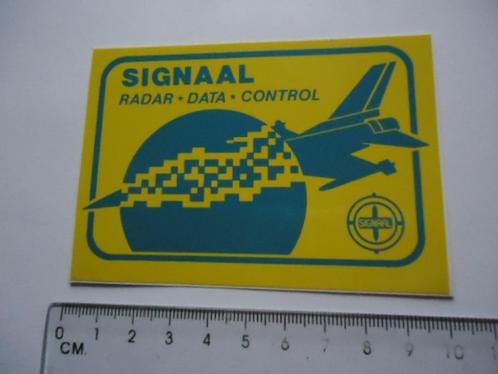 SIGNAAL
RADAR • DATA • CONTROL
SIGNAAL
0 1 2 3 4 5 6 7 8 9 10
CM.